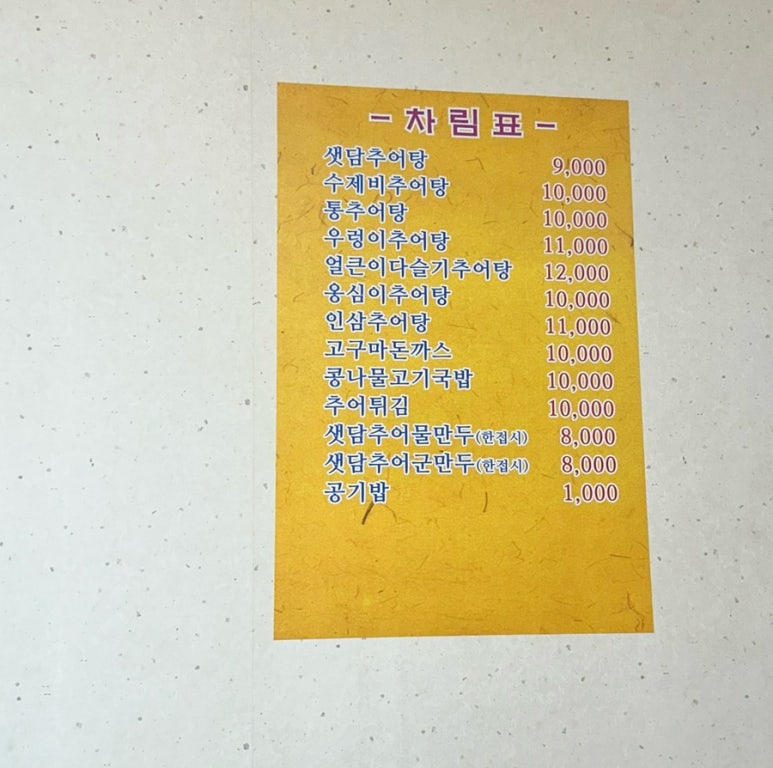 - 차림표 -
샛담추어탕 9,000
수제비추어탕 10,000
통추어탕 10,000
우렁이추어탕 11,000
얼큰이다슬기추어탕 12,000
옹심이추어탕 10,000
인삼추어탕 11,000
고구마돈까스 10,000
콩나물고기국밥 10,000
추어튀김 10,000
샛담추어물만두(한접시) 8,000
샛담추어군만두(한접시) 8,000
공기밥 1,000